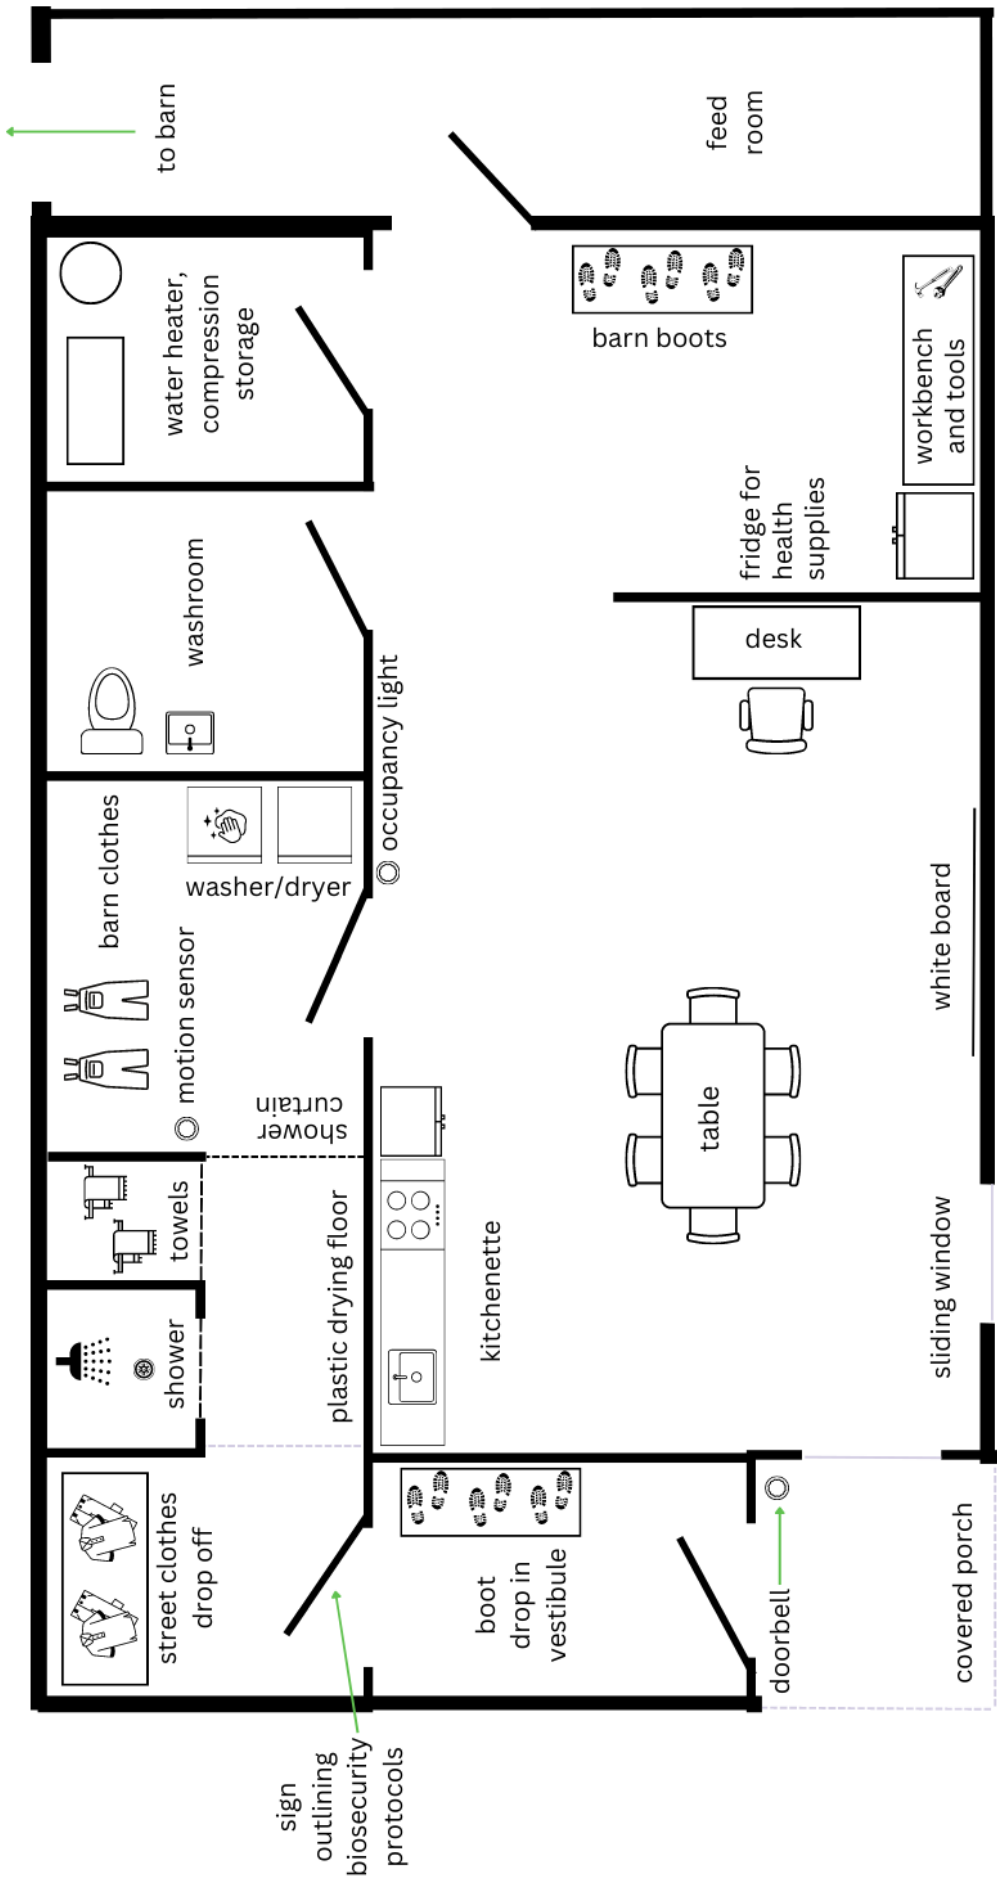 sign
outlining
biosecurity
protocols
street clothes
drop off
shower
towels
plastic drying floor
shower
curtain
motion sensor
barn clothes
washer/dryer
occupancy light
washroom
water heater,
compression
storage
to barn
boot
drop in
vestibule
kitchenette
table
desk
barn boots
fridge for
health
supplies
workbench
and tools
feed
room
doorbell
covered porch
sliding window
white board